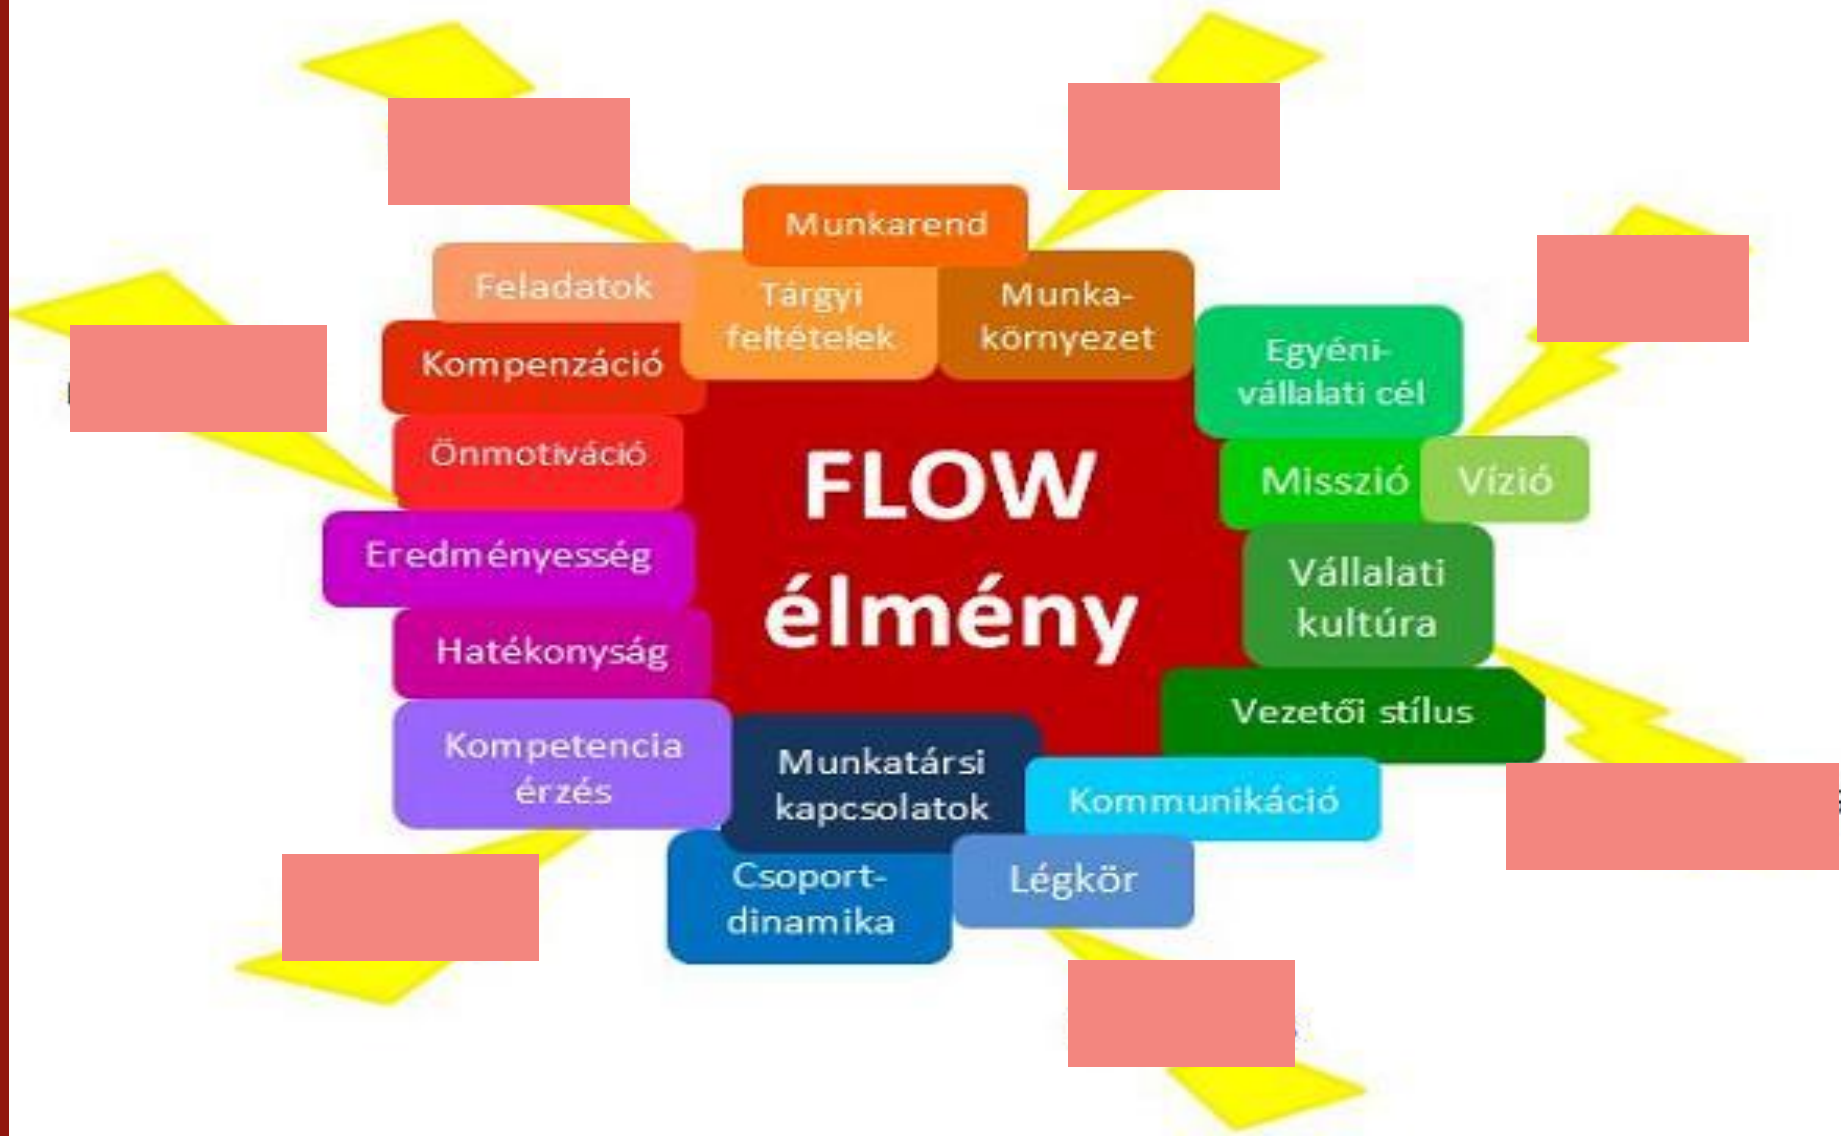 Munkarend
Feladatok
Tárgyi
feltételek
Munka-
környezet
Kompenzáció
Egyéni-
vállalati cél
Önmotiváció
FLOW
élmény
Misszió
Vízió
Eredményesség
Vállalati
kultúra
Hatékonyság
Vezetői stílus
Kompetencia
érzés
Munkatársi
kapcsolatok
Kommunikáció
Csoport-
dinamika
Légkör